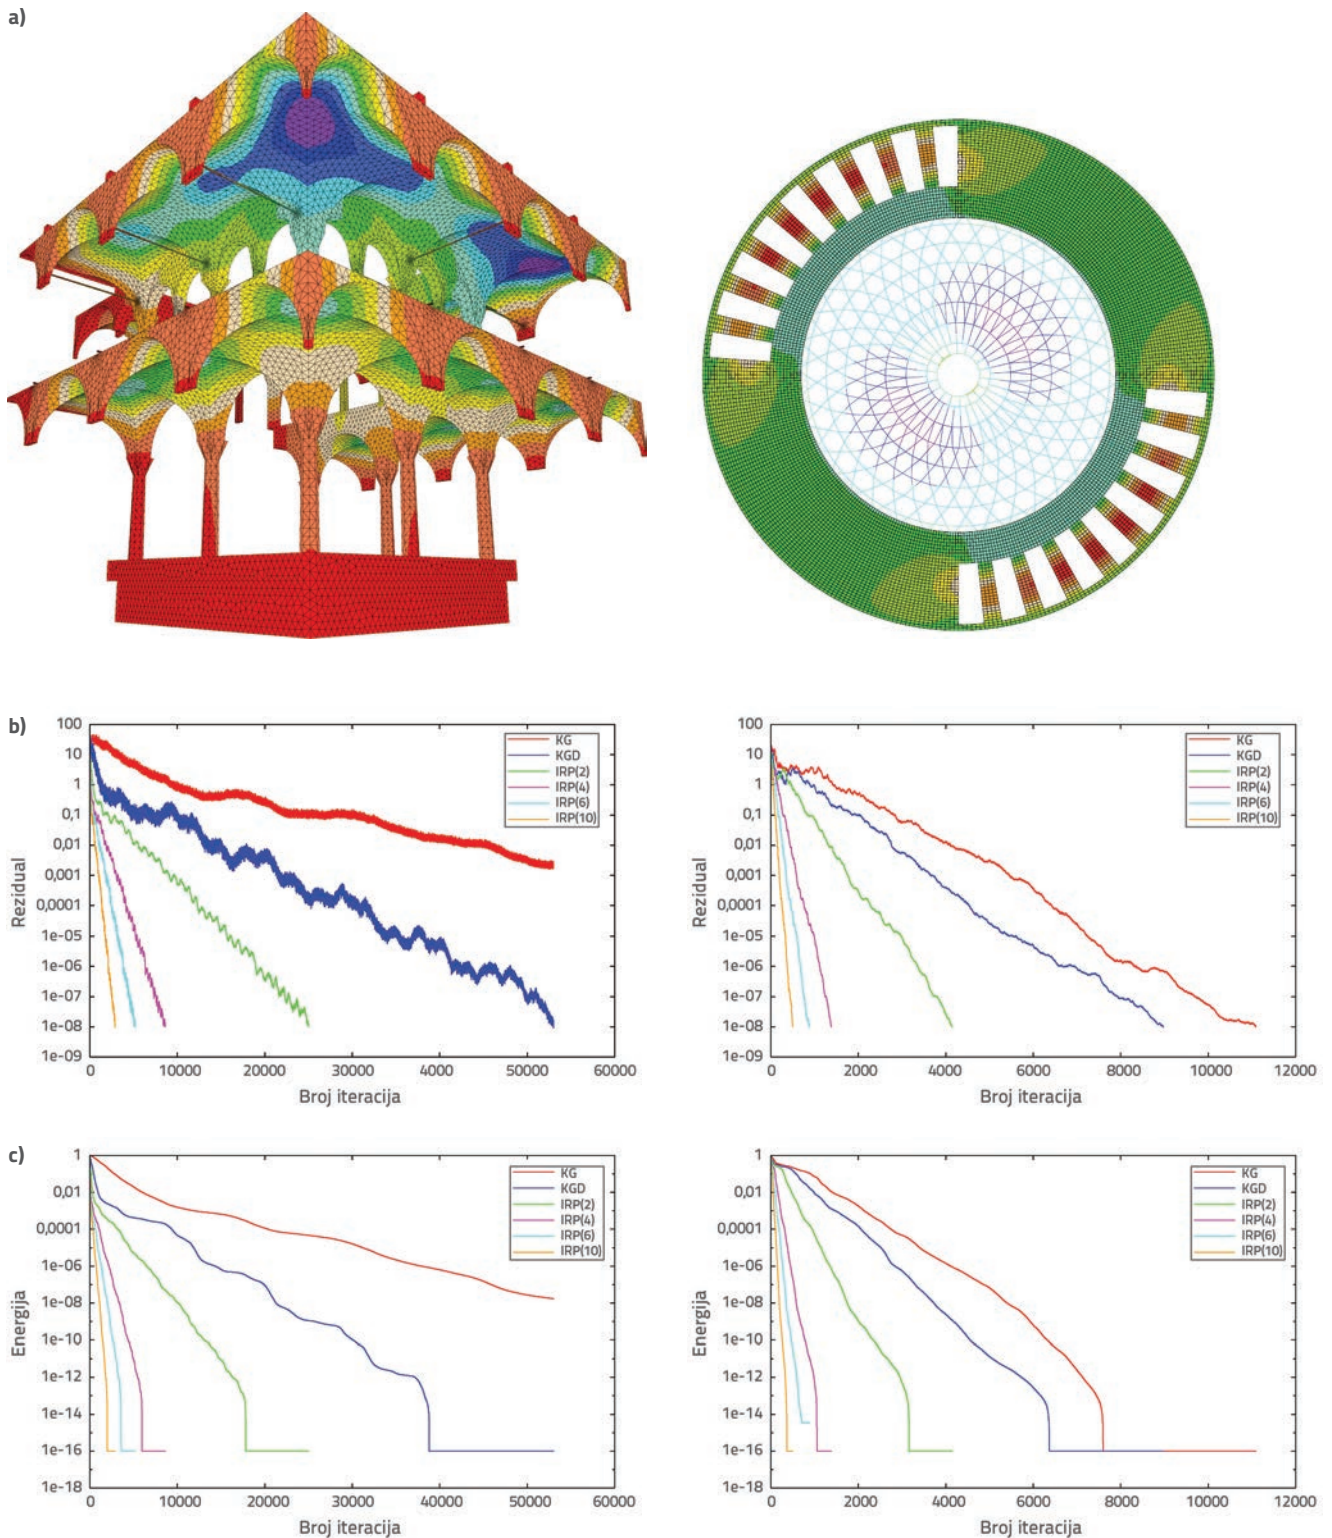 a)
b)
100
10
1
0,1
0,01
0,001
0,0001
1e-05
1e-06
1e-07
1e-08
1e-09
Rezidual
KG
KGD
IRP(2)
IRP(4)
IRP(6)
IRP(10)
0 10000 20000 30000 40000 50000 60000
Broj iteracija
100
10
1
0,1
0,01
0,001
0,0001
1e-05
1e-06
1e-07
1e-08
1e-09
Rezidual
KG
KGD
IRP(2)
IRP(4)
IRP(6)
IRP(10)
0 2000 4000 6000 8000 10000 12000
Broj iteracija
c)
1
0,01
0,0001
1e-06
1e-08
1e-10
1e-12
1e-14
1e-16
1e-18
Energija
KG
KGD
IRP(2)
IRP(4)
IRP(6)
IRP(10)
0 10000 20000 30000 40000 50000 60000
Broj iteracija
1
0,01
0,0001
1e-06
1e-08
1e-10
1e-12
1e-14
1e-16
1e-18
Energija
KG
KGD
IRP(2)
IRP(4)
IRP(6)
IRP(10)
0 2000 4000 6000 8000 10000 12000
Broj iteracija